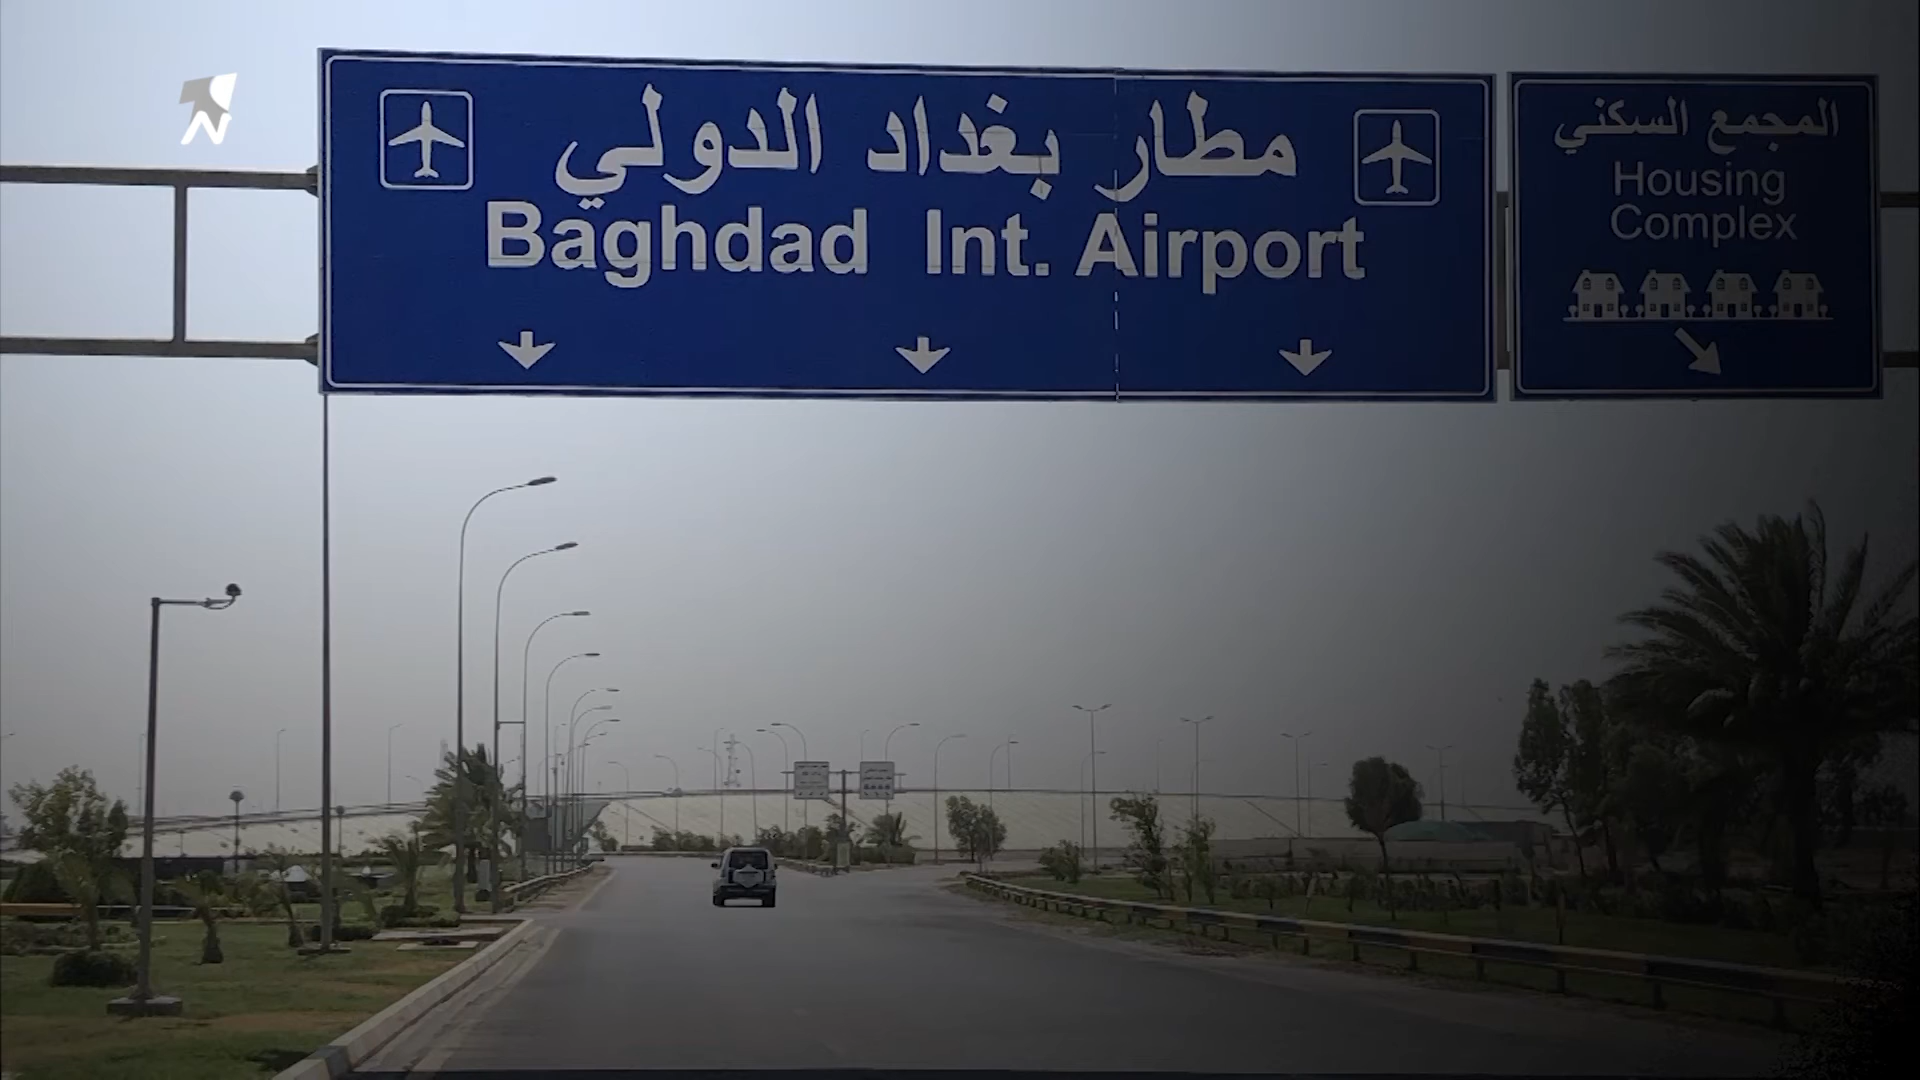 مطار بغداد الدولي
Baghdad Int. Airport
المجمع السكني
Housing
Complex